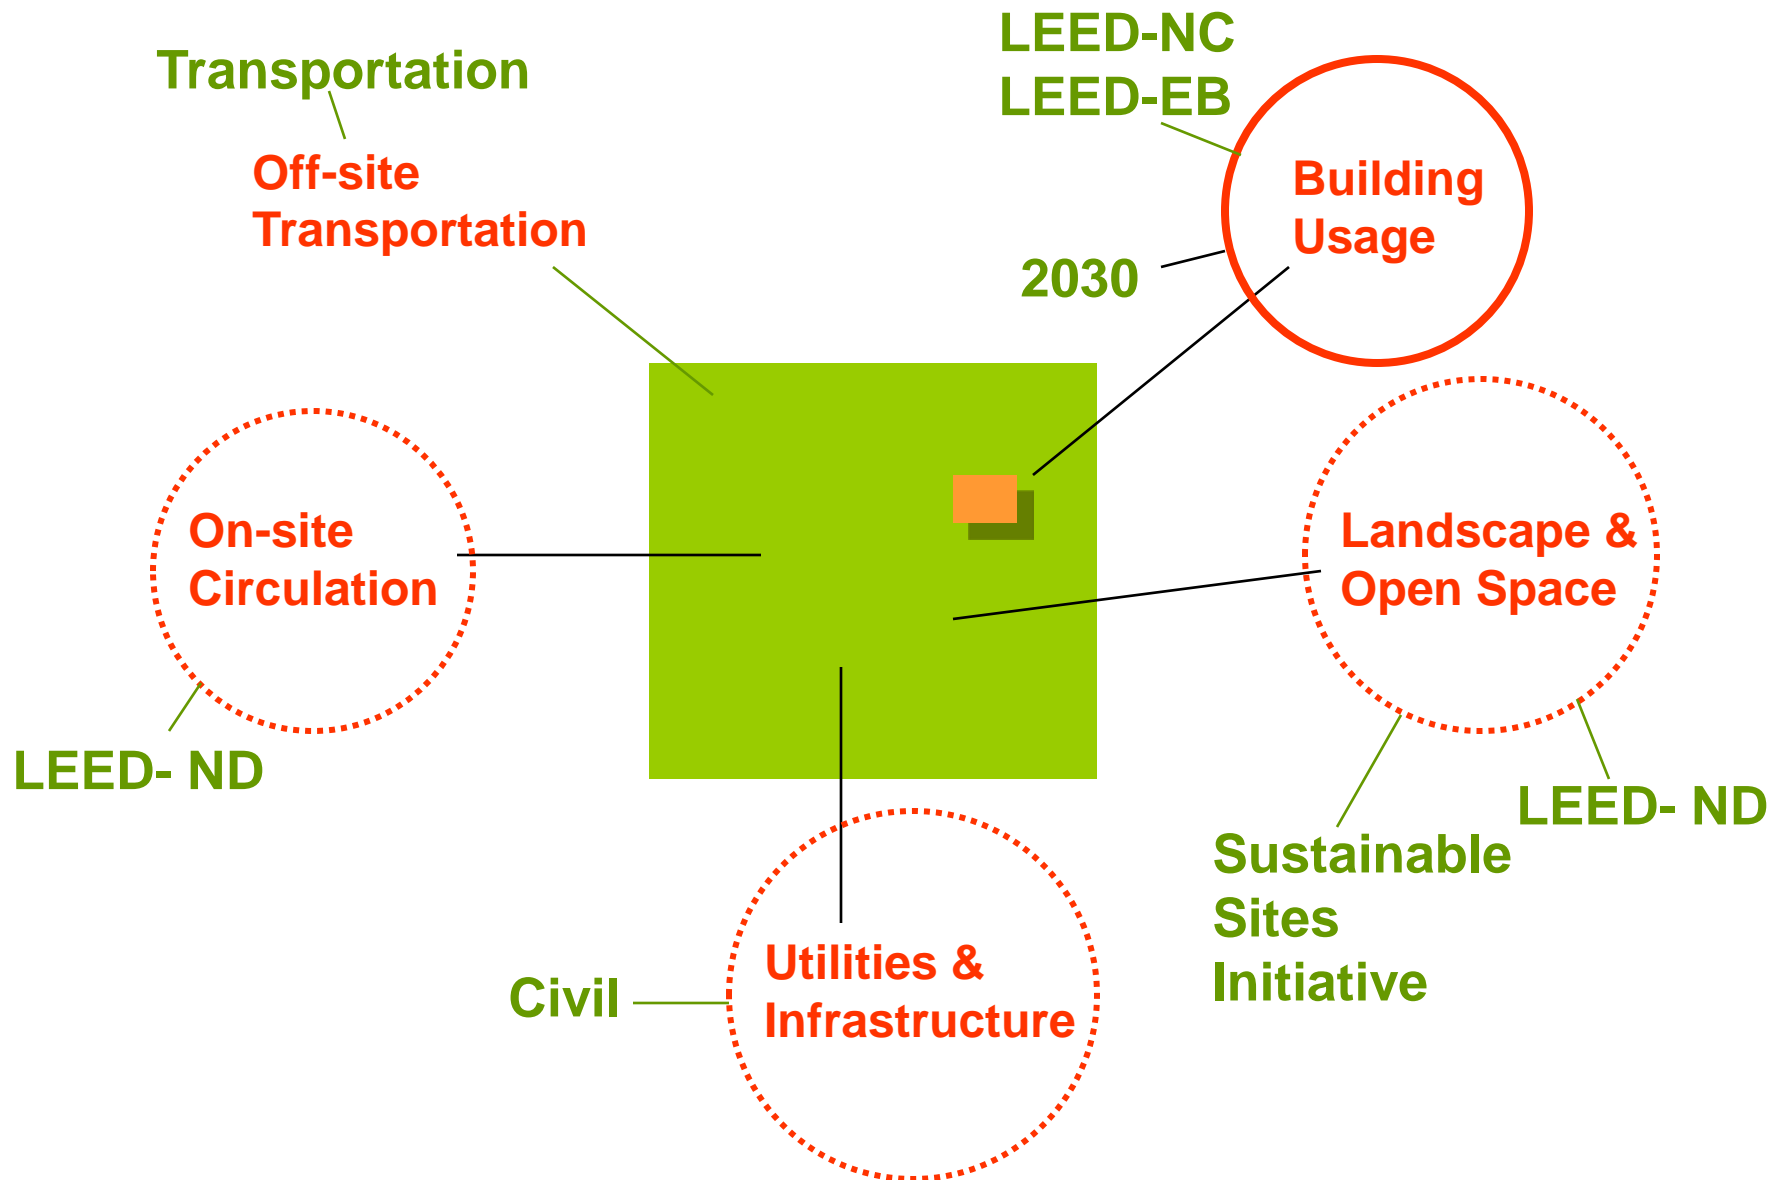 Transportation
Off-site
Transportation
LEED-NC
LEED-EB
Building
Usage
2030
On-site
Circulation
LEED- ND
Landscape &
Open Space
LEED- ND
Sustainable
Sites
Initiative
Civil
Utilities &
Infrastructure